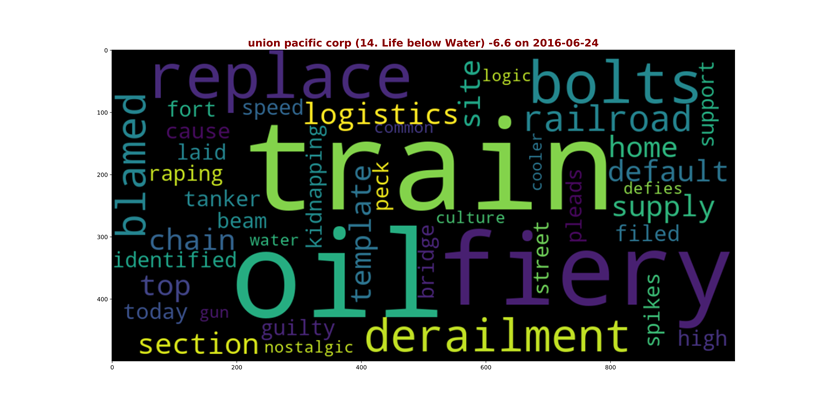 union pacific corp (14. Life below Water) -6.6 on 2016-06-24
0
100
200
300
400
0
200
400
600
800
replace
site
logic
bolts
support
blamed
fort
speed
logistics
railroad
cause
common
laid
kidnapping
train
cooler
home
raping
peck
template
default
defies
tanker
pleads
supply
beam
culture
chain
water
oil
bridge
street
fiery
filed
identified
top
today
gun
guilty
spikes
section
nostalgic
derailment
high